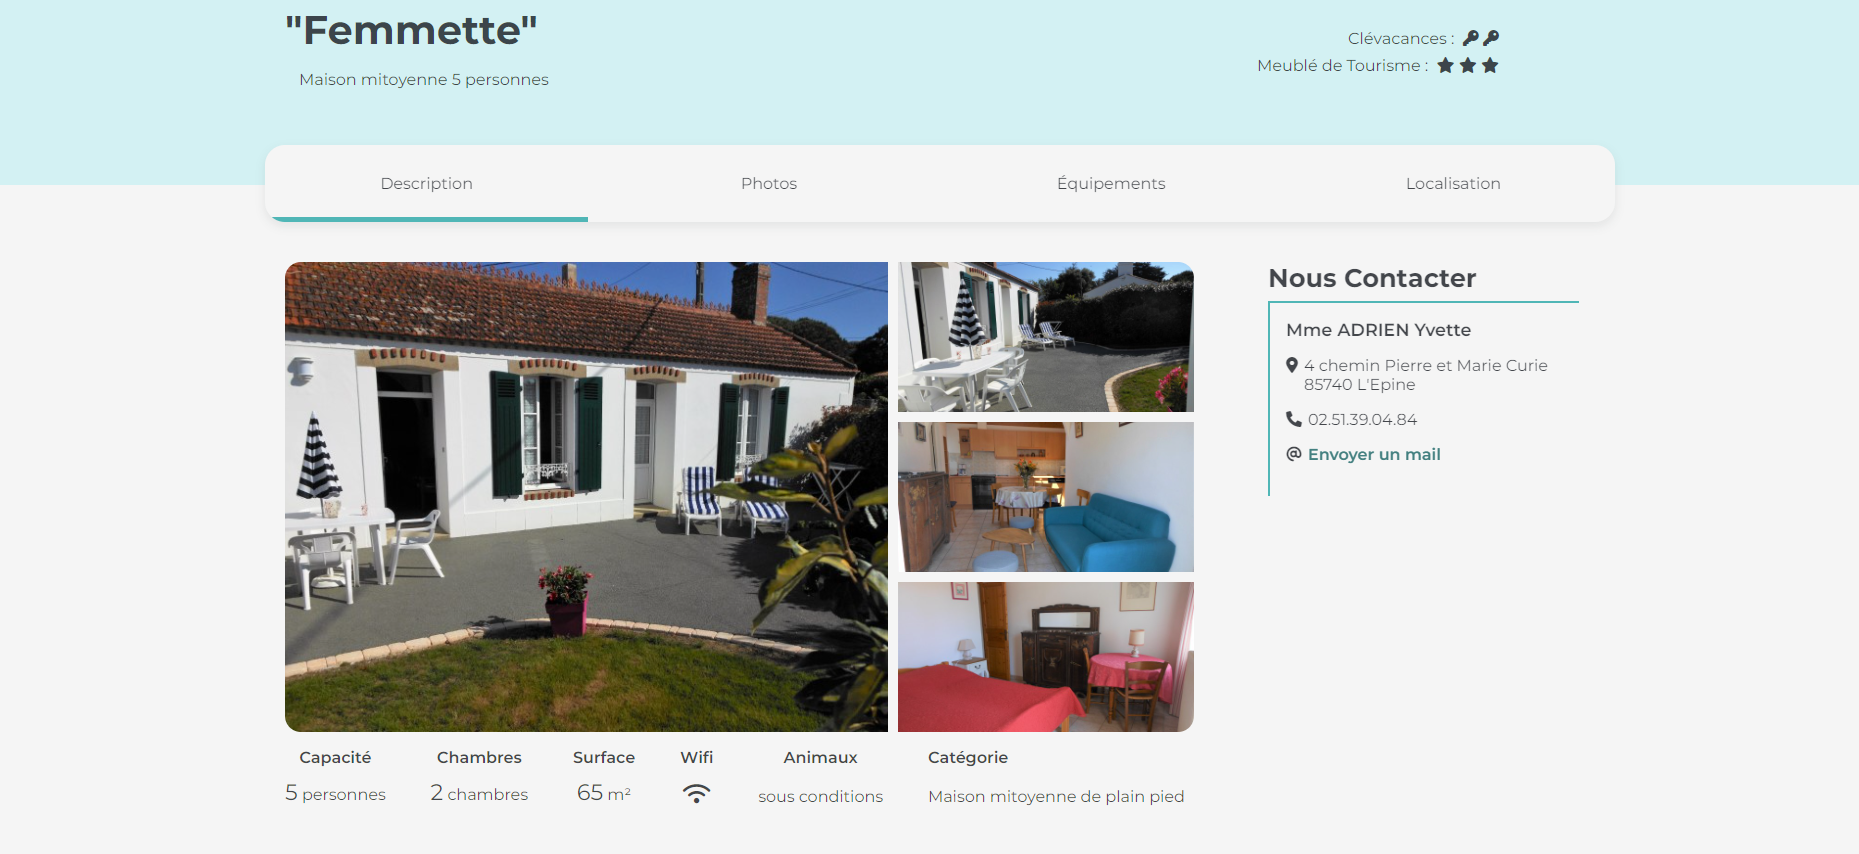 "Femmette"
Maison mitoyenne 5 personnes
Clévacances :
Meublé de Tourisme :
Description
Photos
Équipements
Localisation
Nous Contacter
Mme ADRIEN Yvette
4 chemin Pierre et Marie Curie
85740 L'Epine
02.51.39.04.84
Envoyer un mail
Capacité
5 personnes
Chambres
2 chambres
Surface
65 m²
Wifi
Animaux
sous conditions
Catégorie
Maison mitoyenne de plain pied